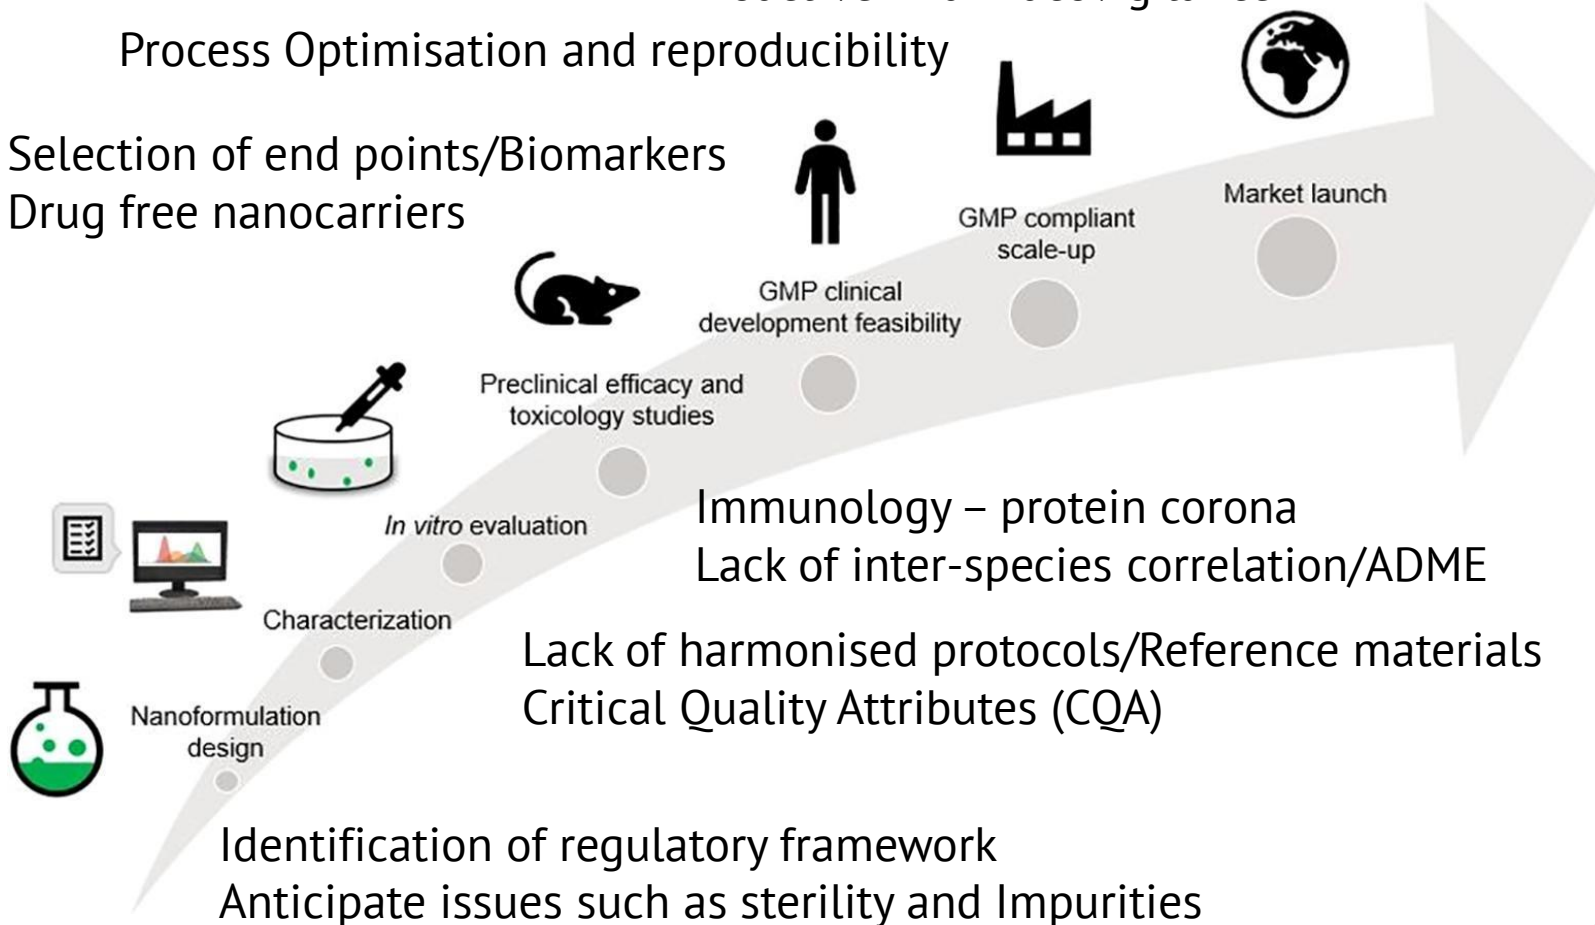 Process Optimisation and reproducibility
Selection of end points/Biomarkers
Drug free nanocarriers
Market launch
GMP compliant
scale-up
GMP clinical
development feasibility
Preclinical efficacy and
toxicology studies
In vitro evaluation
Characterization
Nanoformulation
design
Immunology – protein corona
Lack of inter-species correlation/ADME
Lack of harmonised protocols/Reference materials
Critical Quality Attributes (CQA)
Identification of regulatory framework
Anticipate issues such as sterility and Impurities